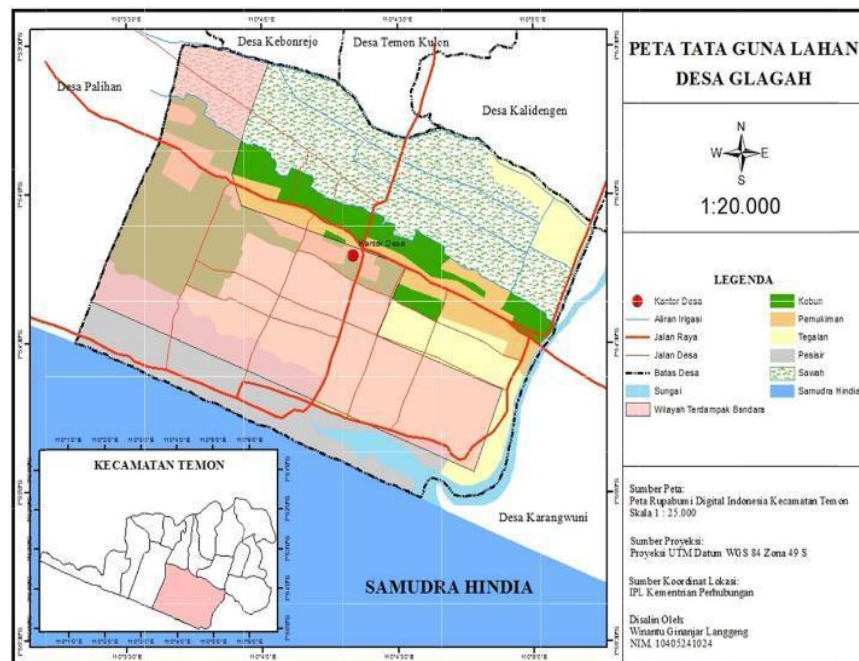 Desa Kebonrejo
Desa Temon Kulon
Desa Palihan
Desa Kalidengen
Kantor Desa
Desa Karangwuni
SAMUDRA HINDIA
KECAMATAN TEMON
PETA TATA GUNA LAHAN
DESA GLAGAH
N
W E
S
1:20.000
LEGENDA
Kantor Desa
Aliran Irigasi
Jalan Raya
Jalan Desa
Batas Desa
Sungai
Wilayah Terdampak Bandara
Kebun
Pemukiman
Tegalan
Pesisir
Sawah
Samudra Hindia
Sumber Peta:
Peta Rupabumi Digital Indonesia Kecamatan Temon
Skala 1 : 25.000
Sumber Proyeksi:
Proyeksi UTM Datum WGS 84 Zona 49 S
Sumber Koordinat Lokasi:
IPL Kementrian Perhubungan
Disalin Oleh:
Winantu Ginanjar Langgeng
NIM. 10405241024